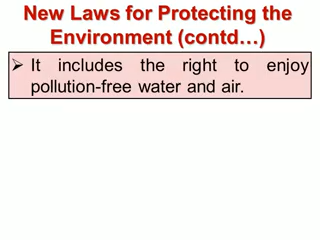 New Laws for Protecting the
Environment (contd…)
➢ It includes the right to enjoy
pollution-free water and air.